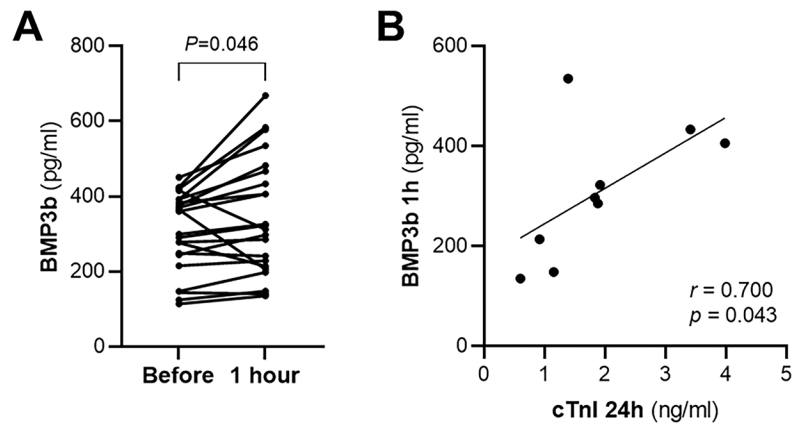 A
B
P=0.046
BMP3b (pg/ml)
800
600
400
200
0
Before 1 hour
BMP3b 1h (pg/ml)
600
400
200
0
r = 0.700
p = 0.043
0 1 2 3 4 5
cTnI 24h (ng/ml)